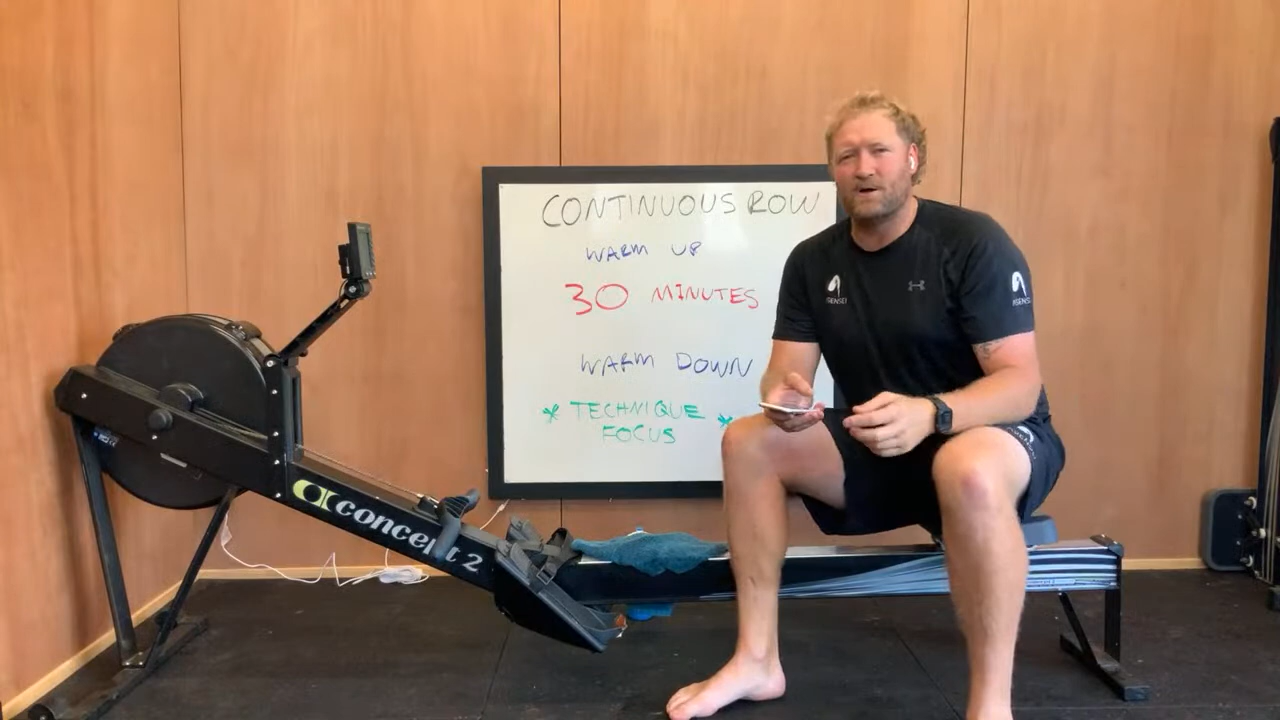 CONTINUOUS ROW
WARM UP
30 MINUTES
WARM DOWN
* TECHNIQUE *
FOCUS
concept 2